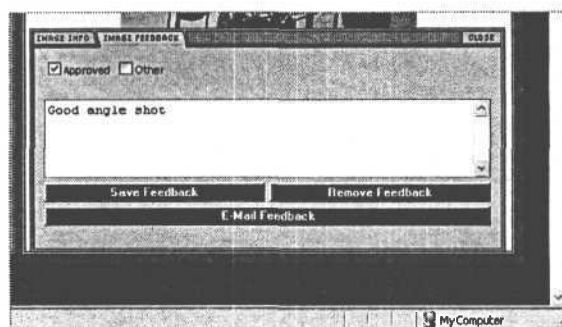 IMAGE INFO IMAGE FEEDBACK CLOSE
Approved Other
Good angle shot
Save Feedback Remove Feedback
E-Mail Feedback
My Computer